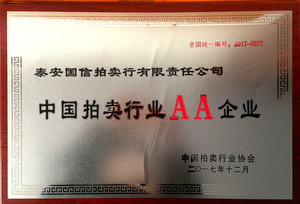 全国统一编号：2017-0677
泰安国信拍卖行有限责任公司
中国拍卖行业AA企业
中国拍卖行业协会
二〇一七年十二月